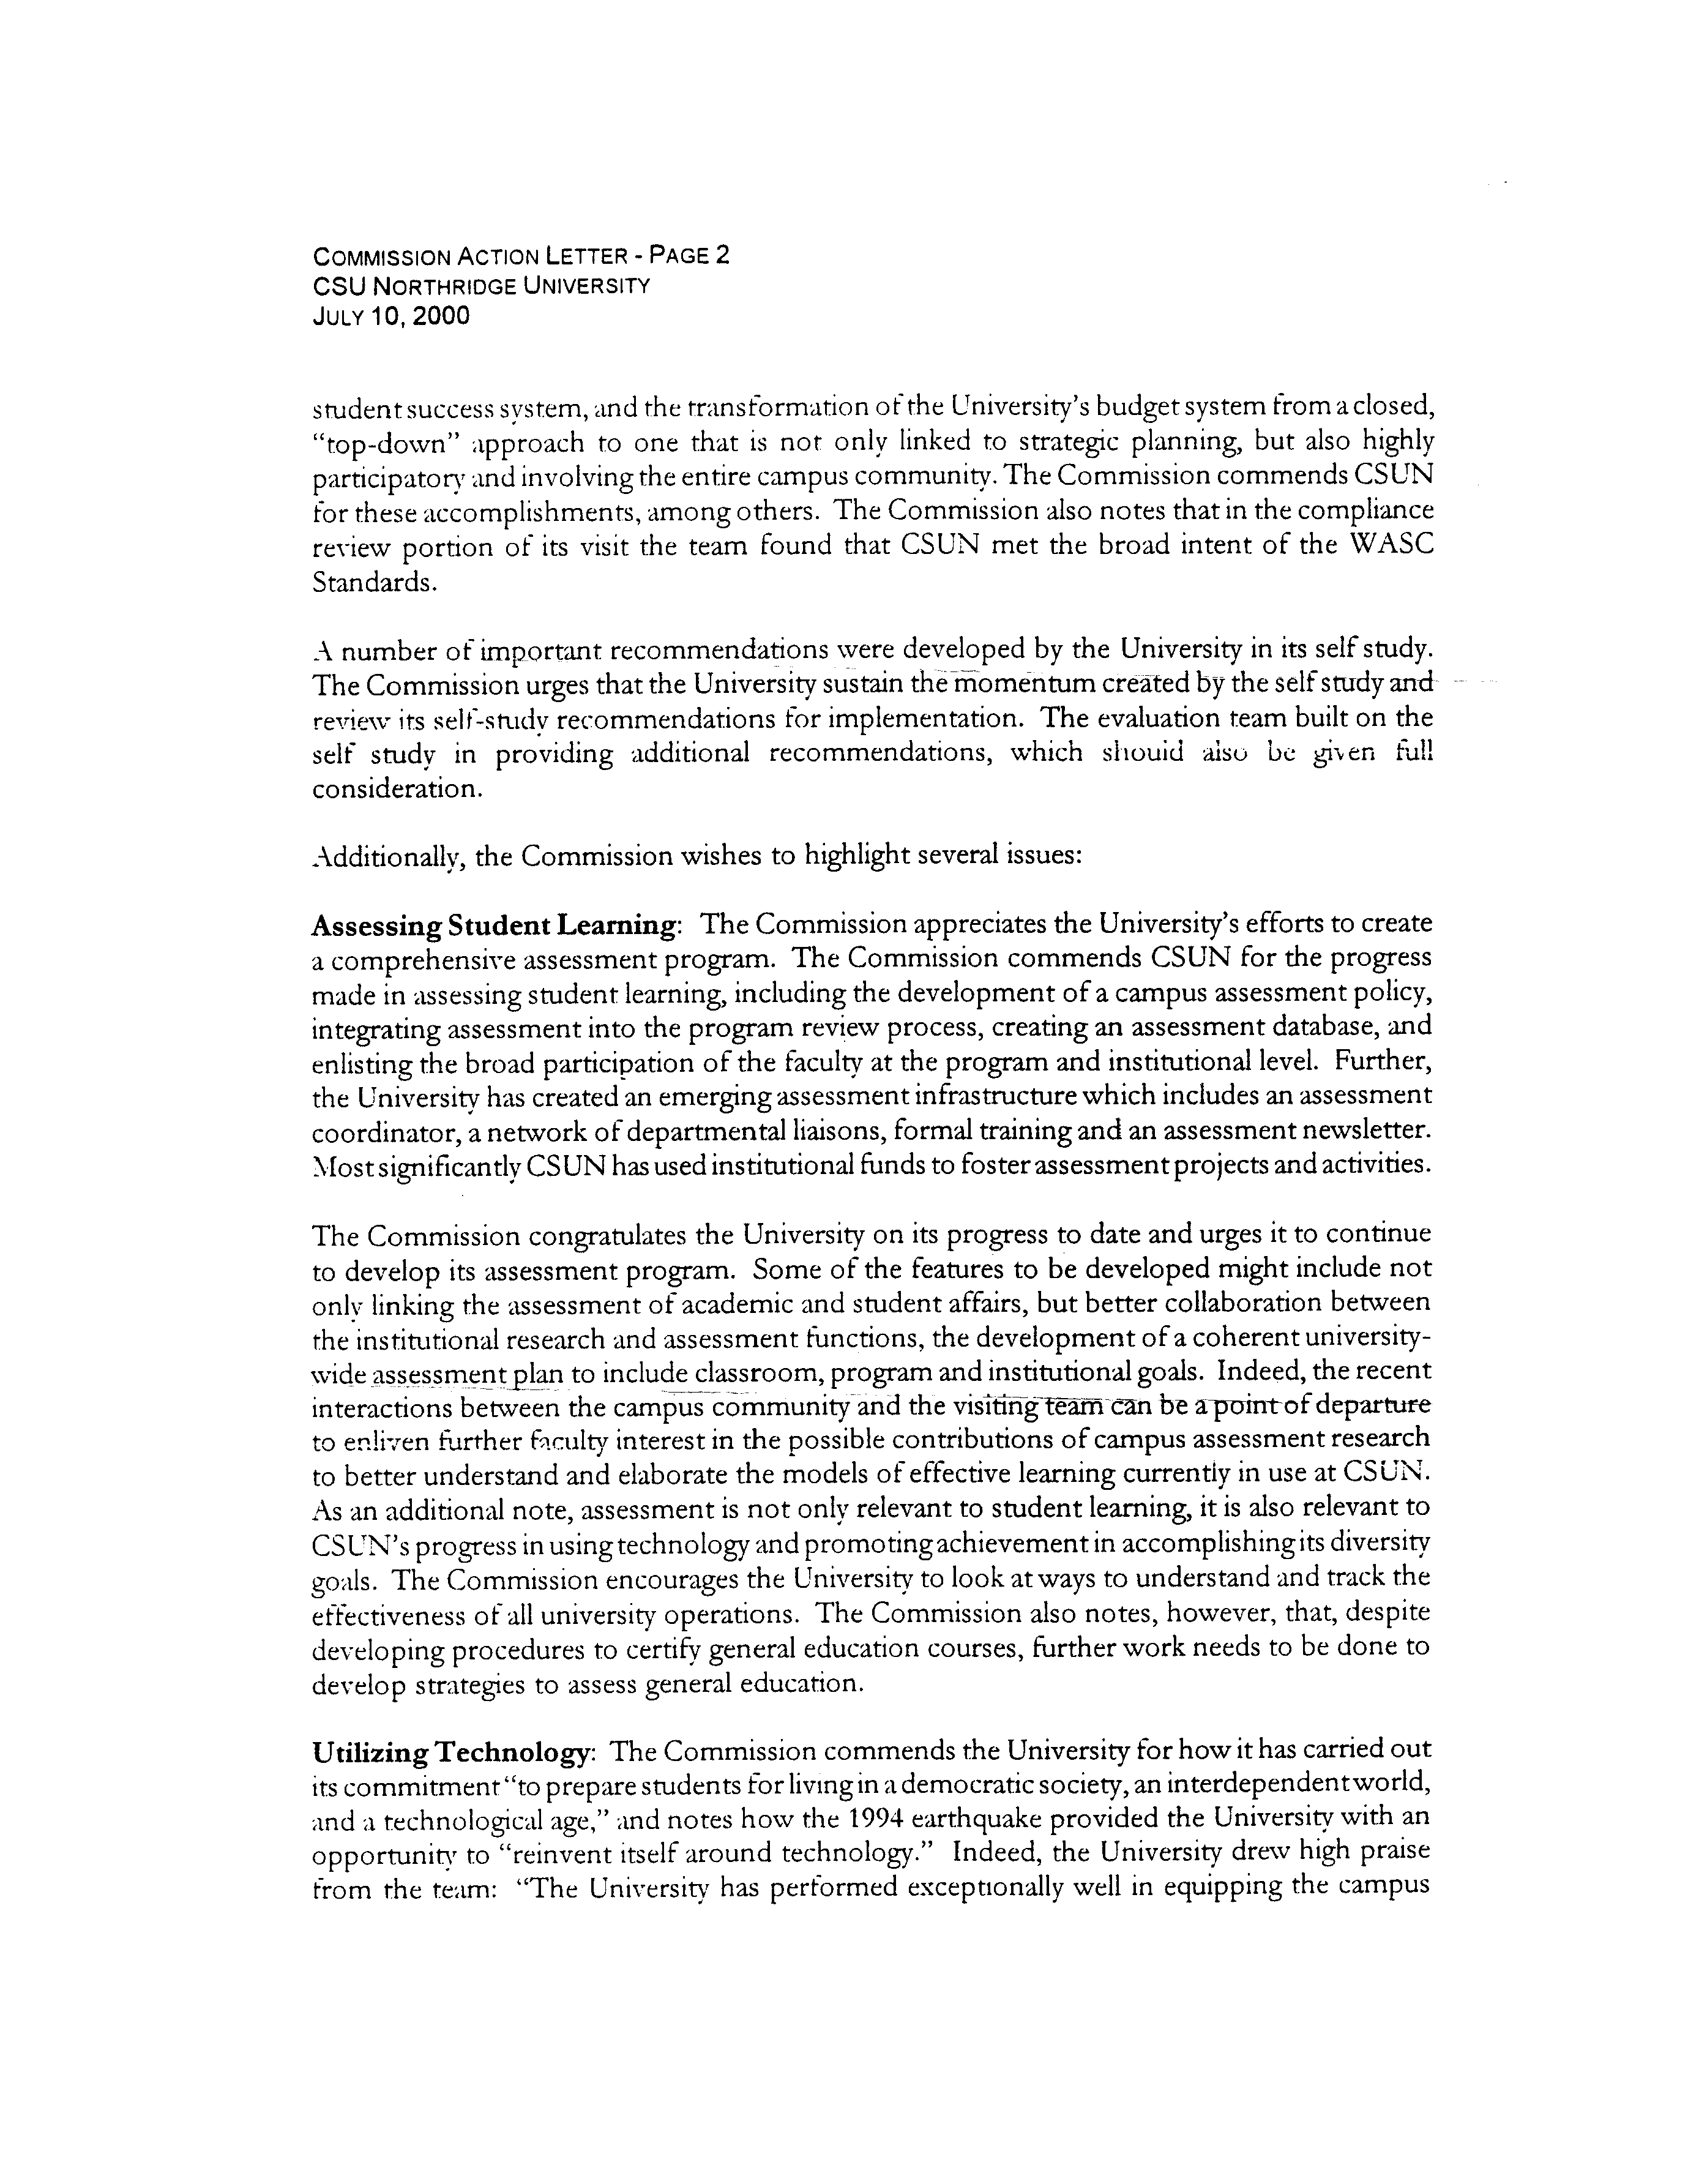 COMMISSION ACTION LETTER - PAGE 2
CSU NORTHRIDGE UNIVERSITY
JULY 10, 2000
student success system, and the transformation of the University's budget system from a closed,
"top-down" approach to one that is not only linked to strategic planning, but also highly
participatory and involving the entire campus community. The Commission commends CSUN
for these accomplishments, among others. The Commission also notes that in the compliance
review portion of its visit the team found that CSUN met the broad intent of the WASC
Standards.
A number of important recommendations were developed by the University in its self study.
The Commission urges that the University sustain the momentum created by the self study and
review its self-study recommendations for implementation. The evaluation team built on the
self study in providing additional recommendations, which should also be given full
consideration.
Additionally, the Commission wishes to highlight several issues:
Assessing Student Learning: The Commission appreciates the University's efforts to create
a comprehensive assessment program. The Commission commends CSUN for the progress
made in assessing student learning, including the development of a campus assessment policy,
integrating assessment into the program review process, creating an assessment database, and
enlisting the broad participation of the faculty at the program and institutional level. Further,
the University has created an emerging assessment infrastructure which includes an assessment
coordinator, a network of departmental liaisons, formal training and an assessment newsletter.
Most significantly CSUN has used institutional funds to foster assessment projects and activities.
The Commission congratulates the University on its progress to date and urges it to continue
to develop its assessment program. Some of the features to be developed might include not
only linking the assessment of academic and student affairs, but better collaboration between
the institutional research and assessment functions, the development of a coherent university-
wide assessment plan to include classroom, program and institutional goals. Indeed, the recent
interactions between the campus community and the visiting team can be a point of departure
to enliven further faculty interest in the possible contributions of campus assessment research
to better understand and elaborate the models of effective learning currently in use at CSUN.
As an additional note, assessment is not only relevant to student learning, it is also relevant to
CSUN's progress in using technology and promoting achievement in accomplishing its diversity
goals. The Commission encourages the University to look at ways to understand and track the
effectiveness of all university operations. The Commission also notes, however, that, despite
developing procedures to certify general education courses, further work needs to be done to
develop strategies to assess general education.
Utilizing Technology: The Commission commends the University for how it has carried out
its commitment "to prepare students for living in a democratic society, an interdependent world,
and a technological age," and notes how the 1994 earthquake provided the University with an
opportunity to "reinvent itself around technology." Indeed, the University drew high praise
from the team: "The University has performed exceptionally well in equipping the campus